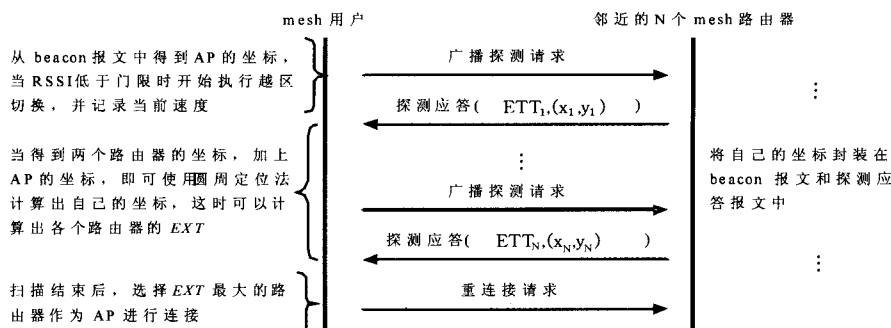 mesh 用户
邻近的N个 mesh 路由器
从 beacon 报文中得到 AP 的坐标，
当 RSSI低于门限时开始执行越区
切换，并记录当前速度
广播探测请求
探测应答( ETT1,(x1,y1) )
当得到两个路由器的坐标，加上
AP 的坐标，即可使用圆周定位法
计算出自己的坐标，这时可以计
算出各个路由器的 EXT
广播探测请求
探测应答( ETTN,(xN,yN) )
将自己的坐标封装在
beacon 报文和探测应
答报文中
扫描结束后，选择EXT 最大的路
由器作为 AP 进行连接
重连接请求